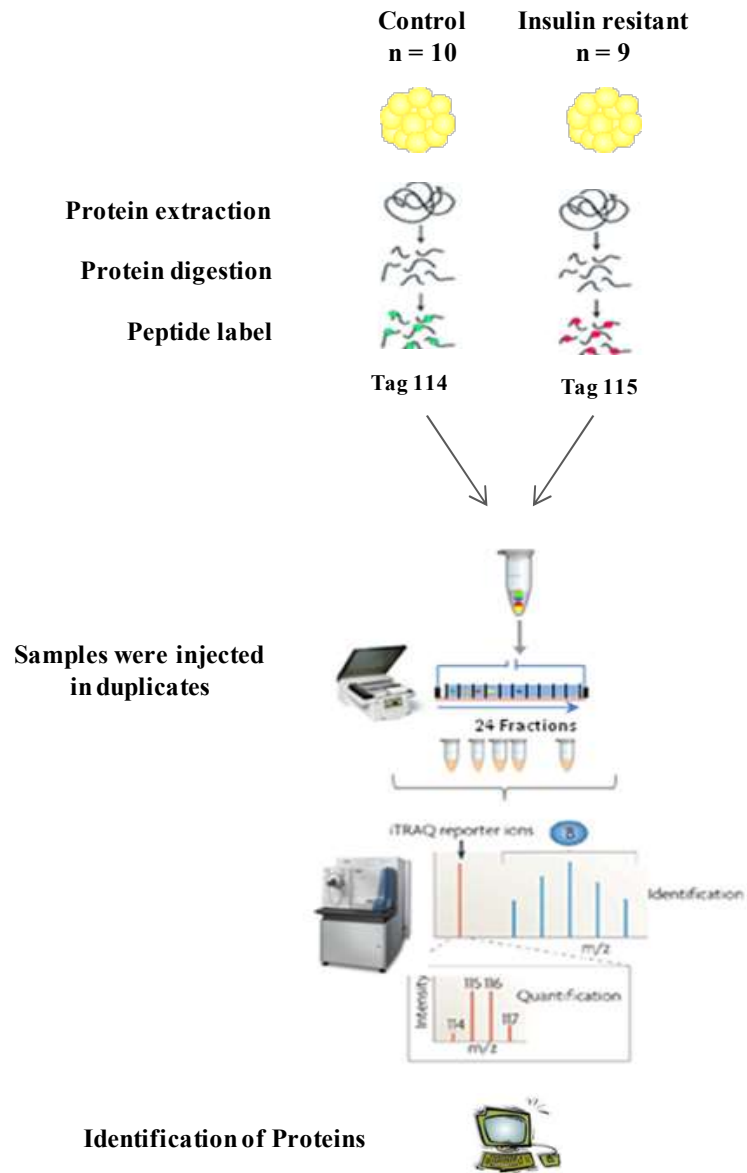 Control
n = 10
Insulin resitant
n = 9
Protein extraction
Protein digestion
Peptide label
Tag 114
Tag 115
Samples were injected
in duplicates
24 Fractions
iTRAQ reporter ions
B
Identification
m/z
Intensity
114
115 116
117
Quantification
m/z
Identification of Proteins